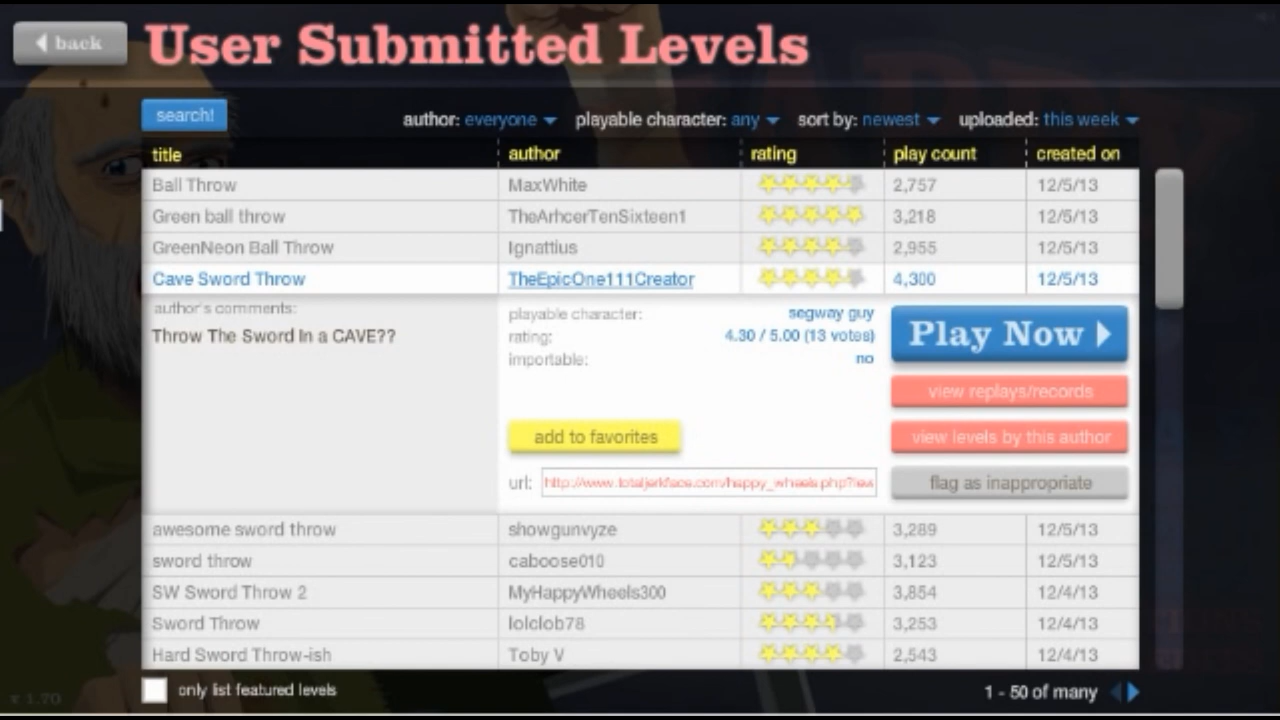 back
User Submitted Levels
search!
author: everyone playable character: any sort by: newest uploaded: this week
title author rating play count created on
Ball Throw MaxWhite 2,757 12/5/13
Green ball throw TheArhcerTenSixteen1 3,218 12/5/13
GreenNeon Ball Throw Ignattius 2,955 12/5/13
Cave Sword Throw TheEpicOne111Creator 4,300 12/5/13
author's comments:
Throw The Sword In a CAVE??
playable character: segway guy
rating: 4.30 / 5.00 (13 votes)
importable: no
Play Now
view replays/records
add to favorites
view levels by this author
url: http://www.totaljerkface.com/happy_wheels.php?lev
flag as inappropriate
awesome sword throw showgunvyze 3,289 12/5/13
sword throw caboose010 3,123 12/5/13
SW Sword Throw 2 MyHappyWheels300 3,854 12/4/13
Sword Throw lolclob78 3,253 12/4/13
Hard Sword Throw-ish Toby V 2,543 12/4/13
only list featured levels
1 - 50 of many